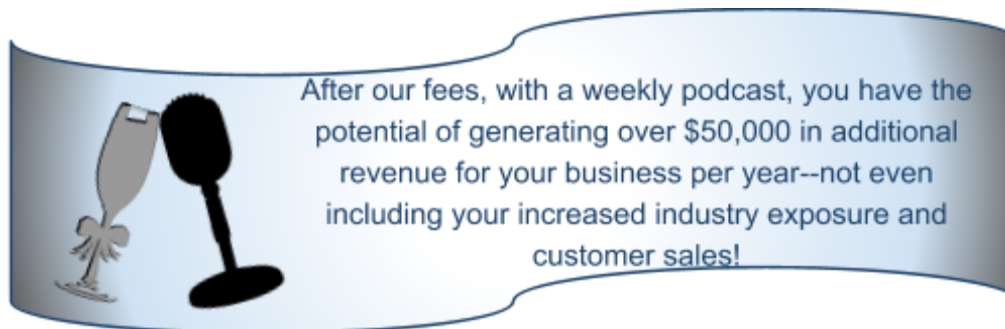 After our fees, with a weekly podcast, you have the
potential of generating over $50,000 in additional
revenue for your business per year--not even
including your increased industry exposure and
customer sales!